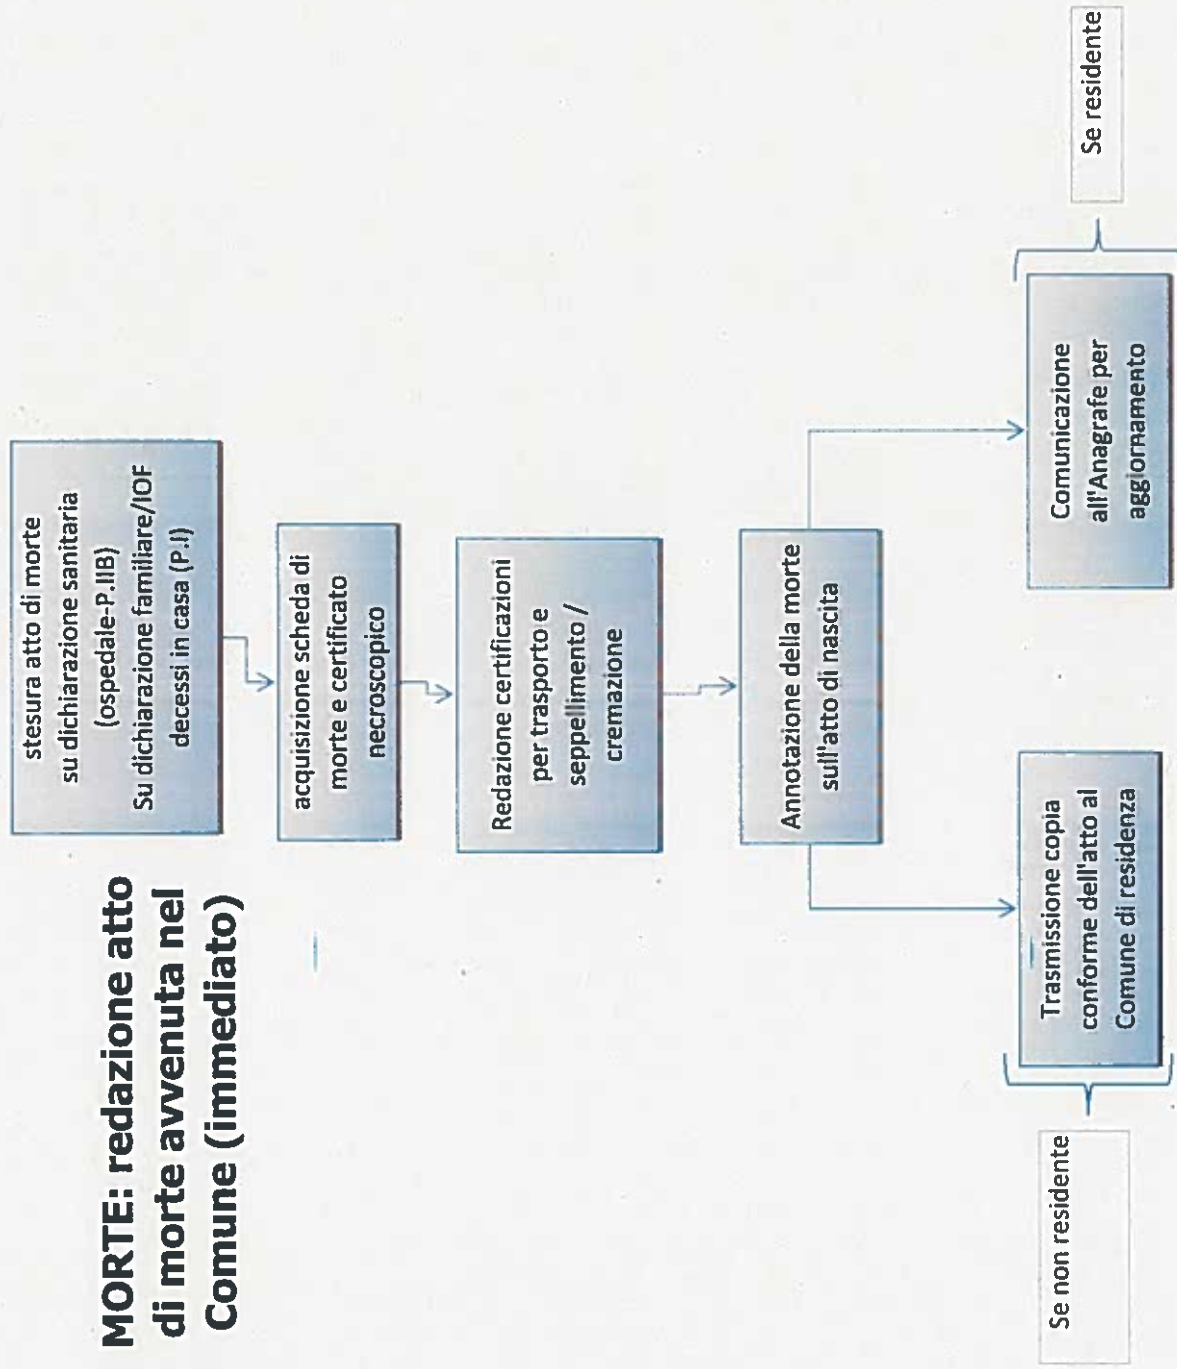 MORTE: redazione atto
di morte avvenuta nel
Comune (immediato)
stesura atto di morte
su dichiarazione sanitaria
(ospedale-P.IIB)
Su dichiarazione familiare/IOF
decessi in casa (P.I)
acquisizione scheda di
morte e certificato
necroscopico
Redazione certificazioni
per trasporto e
seppellimento /
cremazione
Annotazione della morte
sull'atto di nascita
Se non residente
Trasmissione copia
conforme dell'atto al
Comune di residenza
Comunicazione
all'Anagrafe per
aggiornamento
Se residente